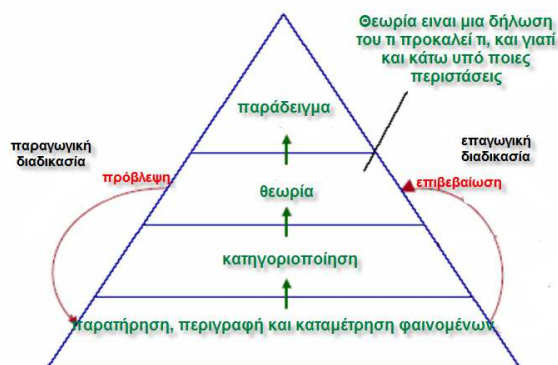 Θεωρία ειναι μια δήλωση
του τι προκαλεί τι, και γιατί
και κάτω υπό ποιες
περιστάσεις
παράδειγμα
παραγωγική
διαδικασία
επαγωγική
διαδικασία
πρόβλεψη
επιβεβαίωση
θεωρία
κατηγοριοποίηση
παρατήρηση, περιγραφή και καταμέτρηση φαινομένων